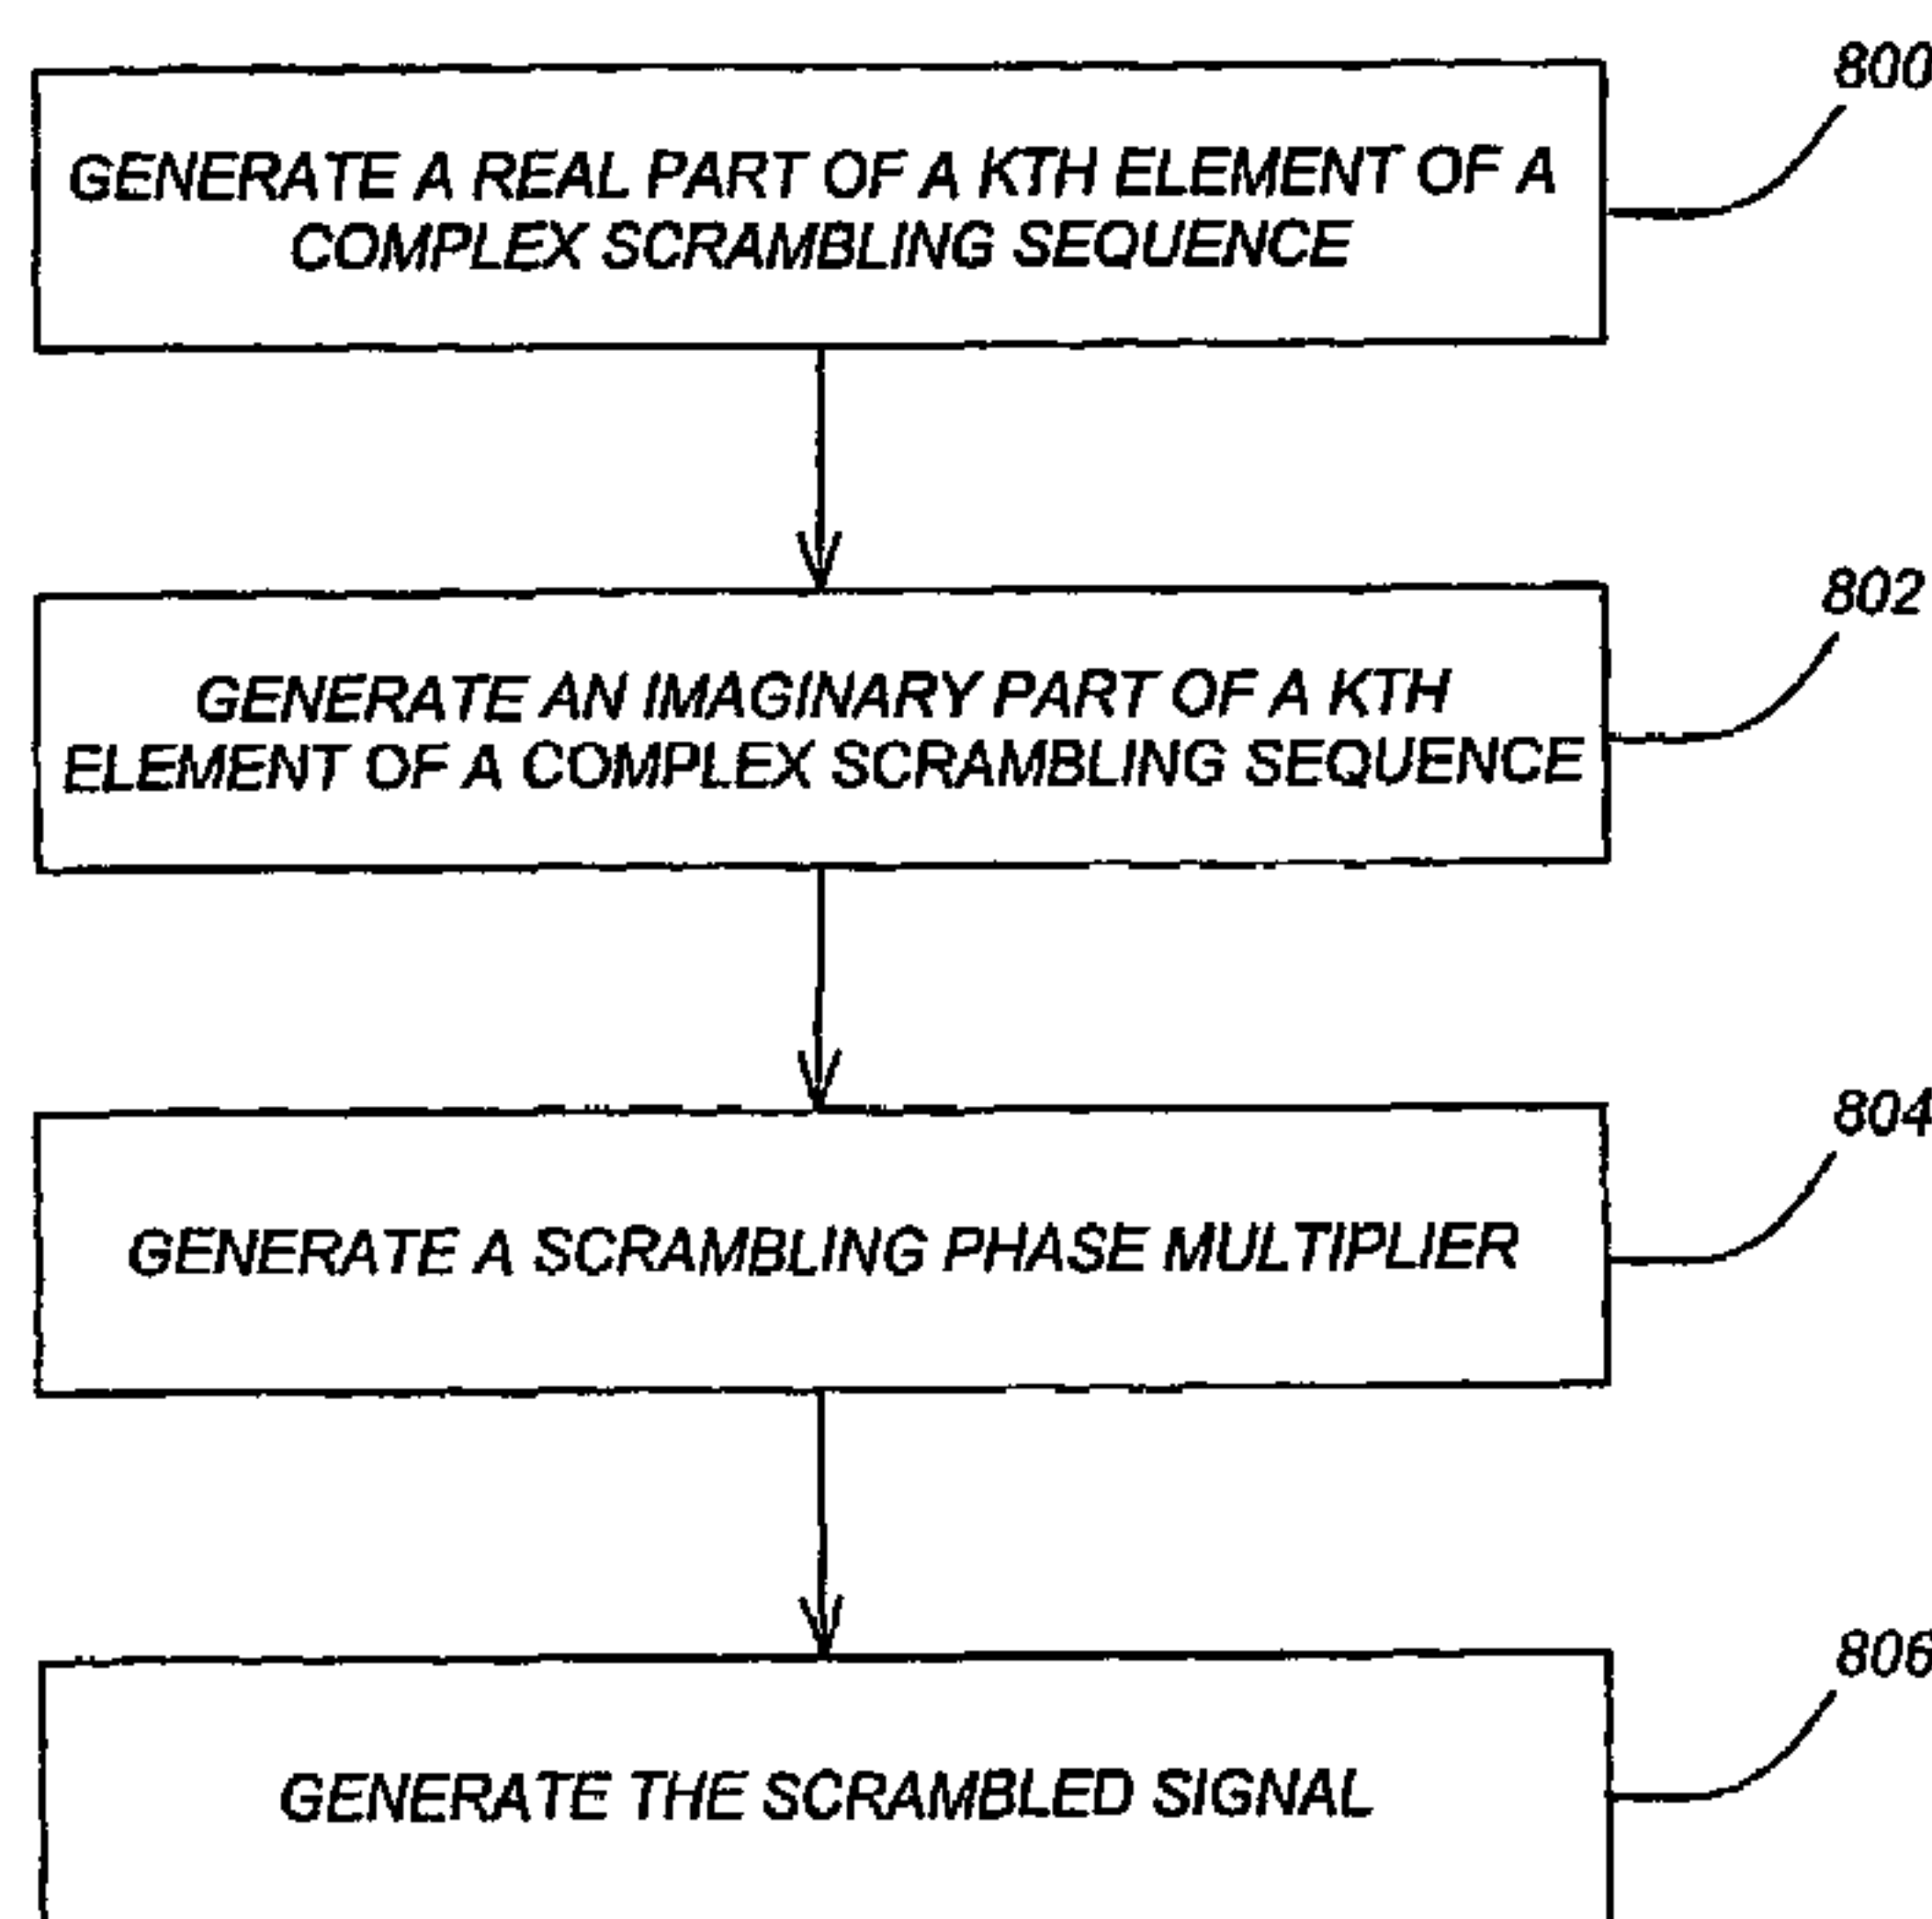 800
GENERATE A REAL PART OF A KTH ELEMENT OF A
COMPLEX SCRAMBLING SEQUENCE
802
GENERATE AN IMAGINARY PART OF A KTH
ELEMENT OF A COMPLEX SCRAMBLING SEQUENCE
804
GENERATE A SCRAMBLING PHASE MULTIPLIER
806
GENERATE THE SCRAMBLED SIGNAL